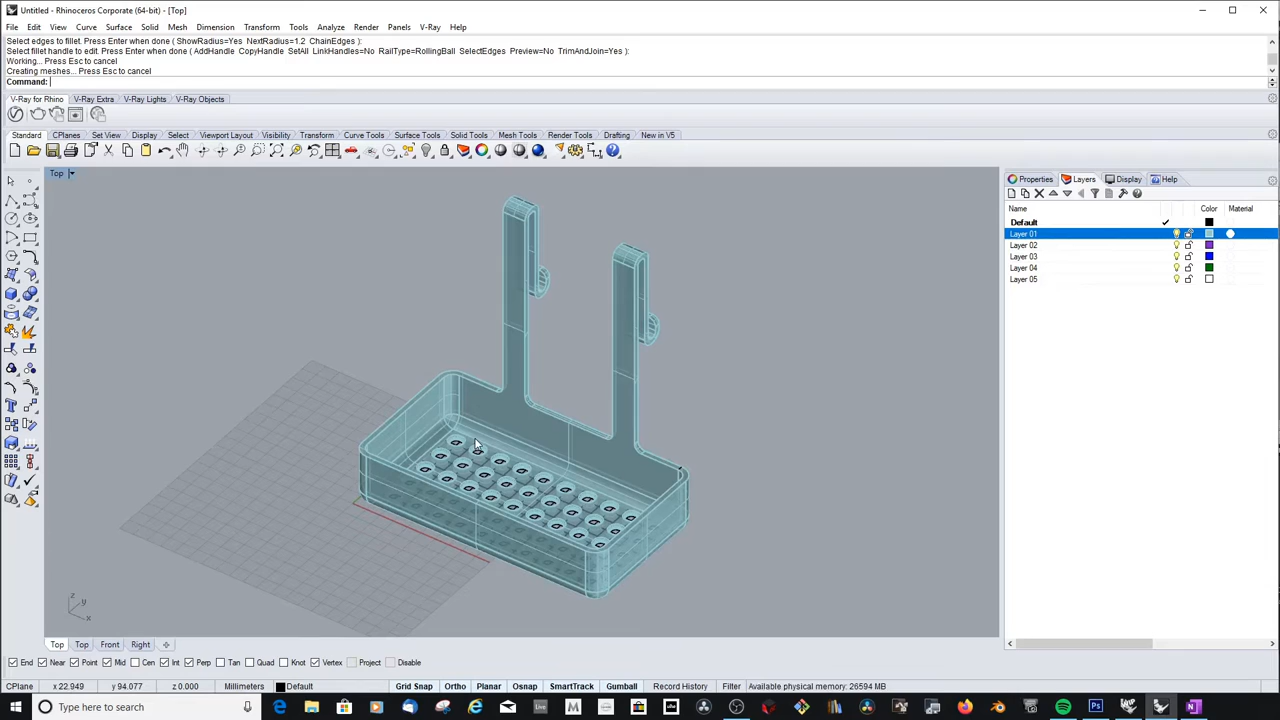 Untitled - Rhinoceros Corporate (64-bit) - [Top]
File Edit View Curve Surface Solid Mesh Dimension Transform Tools Analyze Render Panels V-Ray Help
Select edges to fillet. Press Enter when done ( ShowRadius=Yes NextRadius=1.2 ChainEdges ):
Select fillet handle to edit. Press Enter when done ( AddHandle CopyHandle SetAll LinkHandles=No RailType=RollingBall SelectEdges Preview=No TrimAndJoin=Yes ):
Working... Press Esc to cancel
Creating meshes... Press Esc to cancel
Command:
V-Ray for Rhino V-Ray Extra V-Ray Lights V-Ray Objects
Standard CPlanes Set View Display Select Viewport Layout Visibility Transform Curve Tools Surface Tools Solid Tools Mesh Tools Render Tools Drafting New in V5
Top
Properties Layers Display Help
Name Color Material
Default
Layer 01
Layer 02
Layer 03
Layer 04
Layer 05
z
y
x
Top Top Front Right
End Near Point Mid Cen Int Perp Tan Quad Knot Vertex Project Disable
CPlane x 22.949 y 94.077 z 0.000 Millimeters Default Grid Snap Ortho Planar Osnap SmartTrack Gumball Record History Filter Available physical memory: 26594 MB
Type here to search